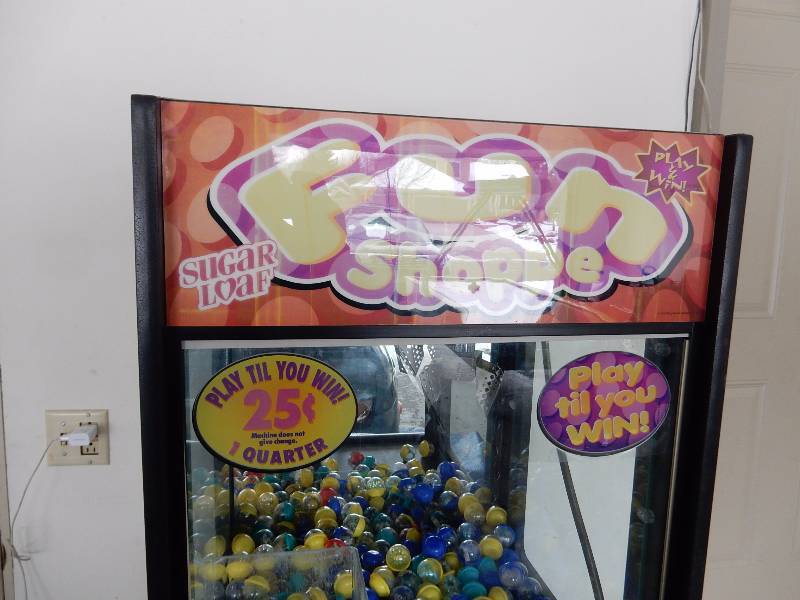 Fun
Shoppe
SUGAR
LOAF
PLAY
&
WIN!
PLAY TIL YOU WIN!
25¢
Machine does not
give change.
1 QUARTER
Play
til you
WIN!